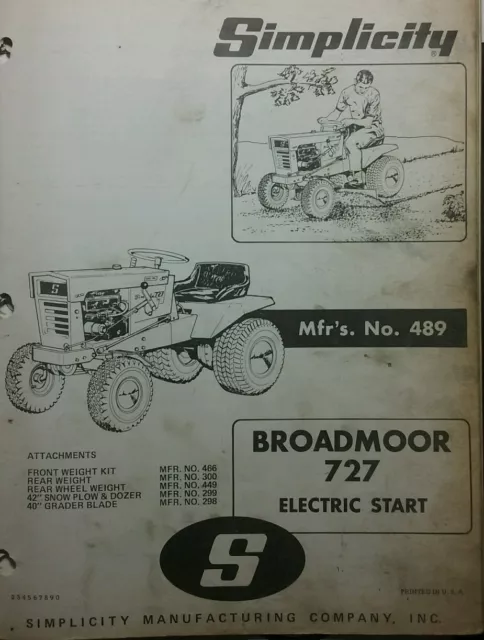 Simplicity
Mfr's. No. 489
S
727
ATTACHMENTS
FRONT WEIGHT KIT MFR. NO. 466
REAR WEIGHT MFR. NO. 300
REAR WHEEL WEIGHT MFR. NO. 449
42" SNOW PLOW & DOZER MFR. NO. 299
40" GRADER BLADE MFR. NO. 298
BROADMOOR
727
ELECTRIC START
S
234567890
PRINTED IN U. S. A.
SIMPLICITY MANUFACTURING COMPANY, INC.